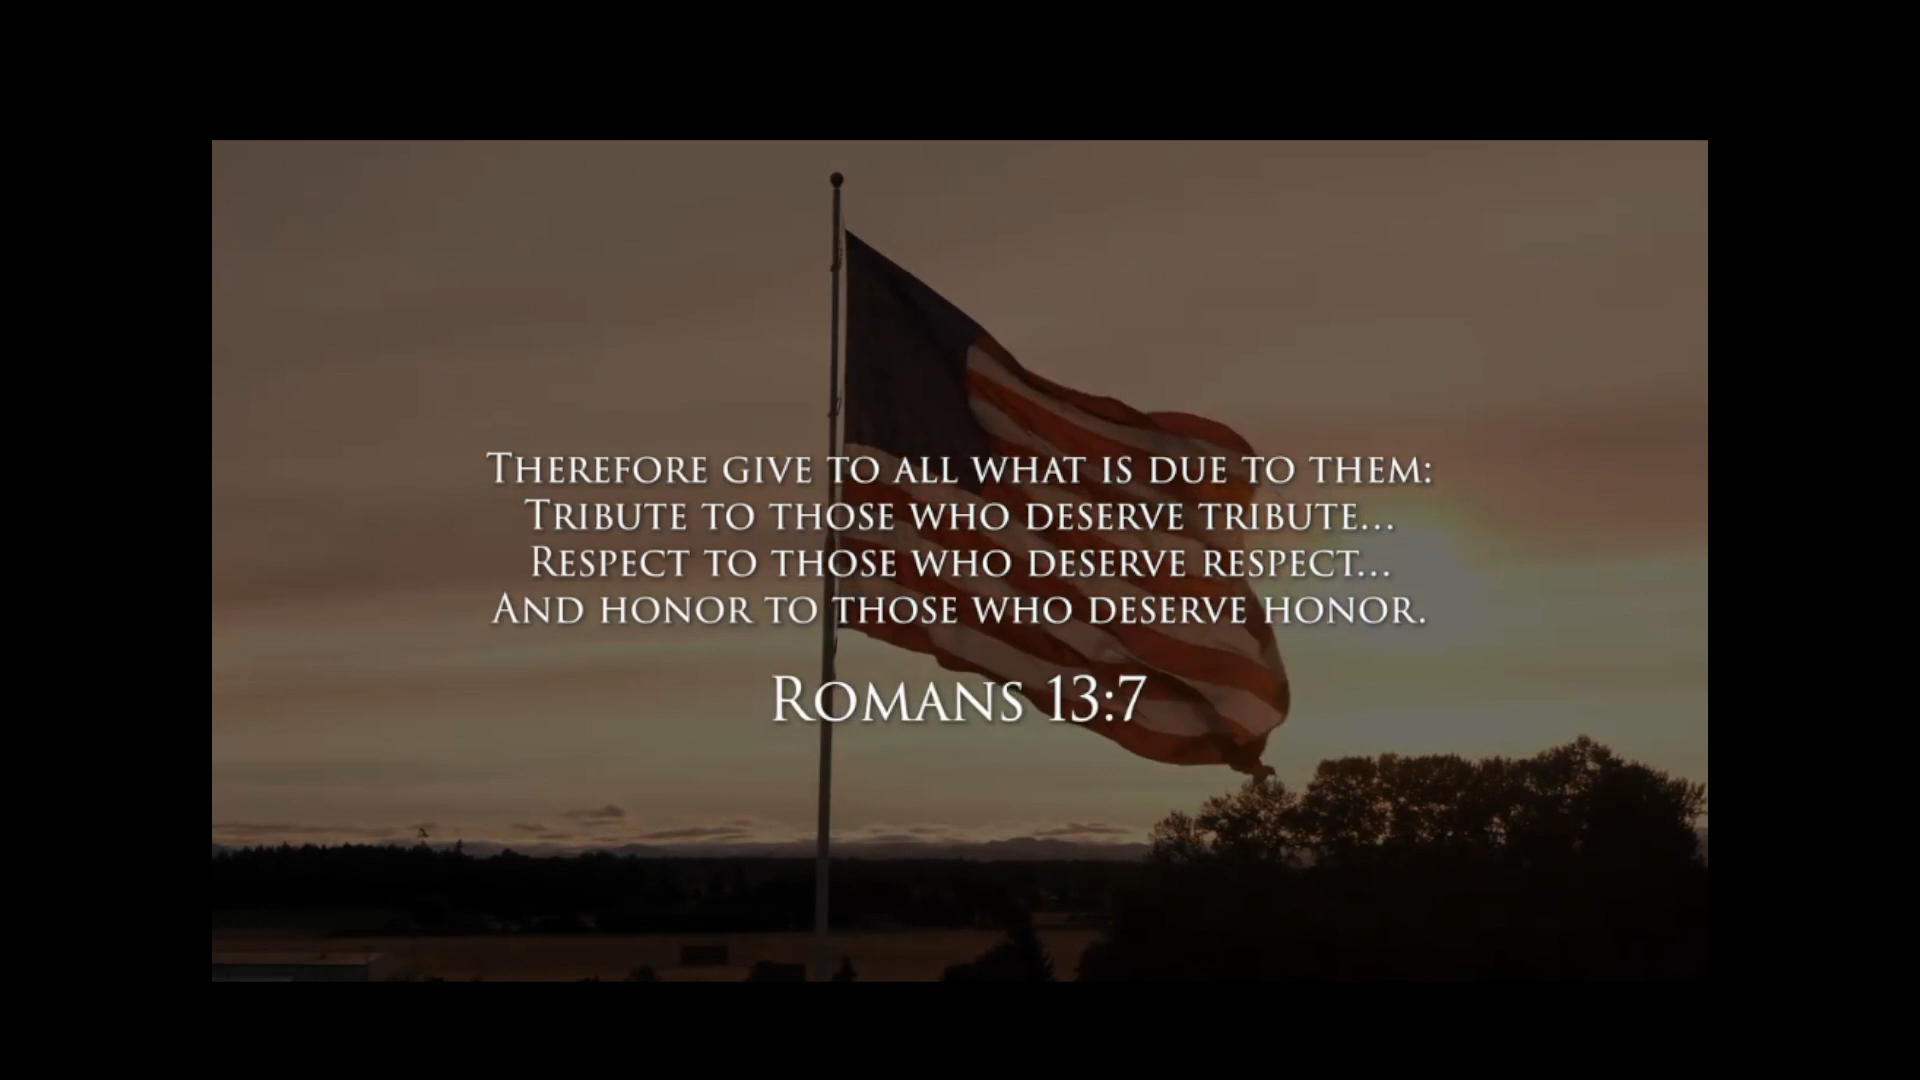 Therefore give to all what is due to them:
Tribute to those who deserve tribute...
Respect to those who deserve respect...
And honor to those who deserve honor.
Romans 13:7